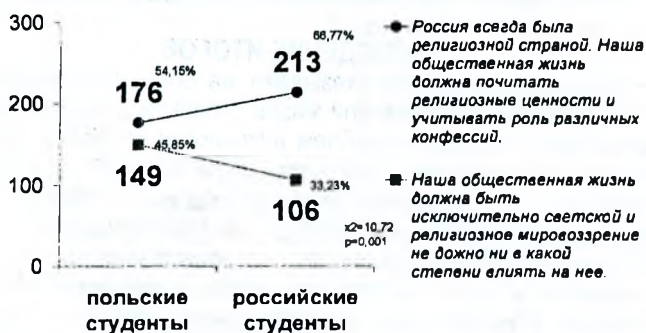 300
200
100
0
54,15%
176
66,77%
213
45,85%
149
33,23%
106
x2=10,72
p=0,001
польские
студенты
российские
студенты
Россия всегда была
религиозной страной. Наша
общественная жизнь
должна почитать
религиозные ценности и
учитывать роль различных
конфессий.
Наша общественная жизнь
должна быть
исключительно светской и
религиозное мировоззрение
не дожно ни в какой
степени влиять на нее.